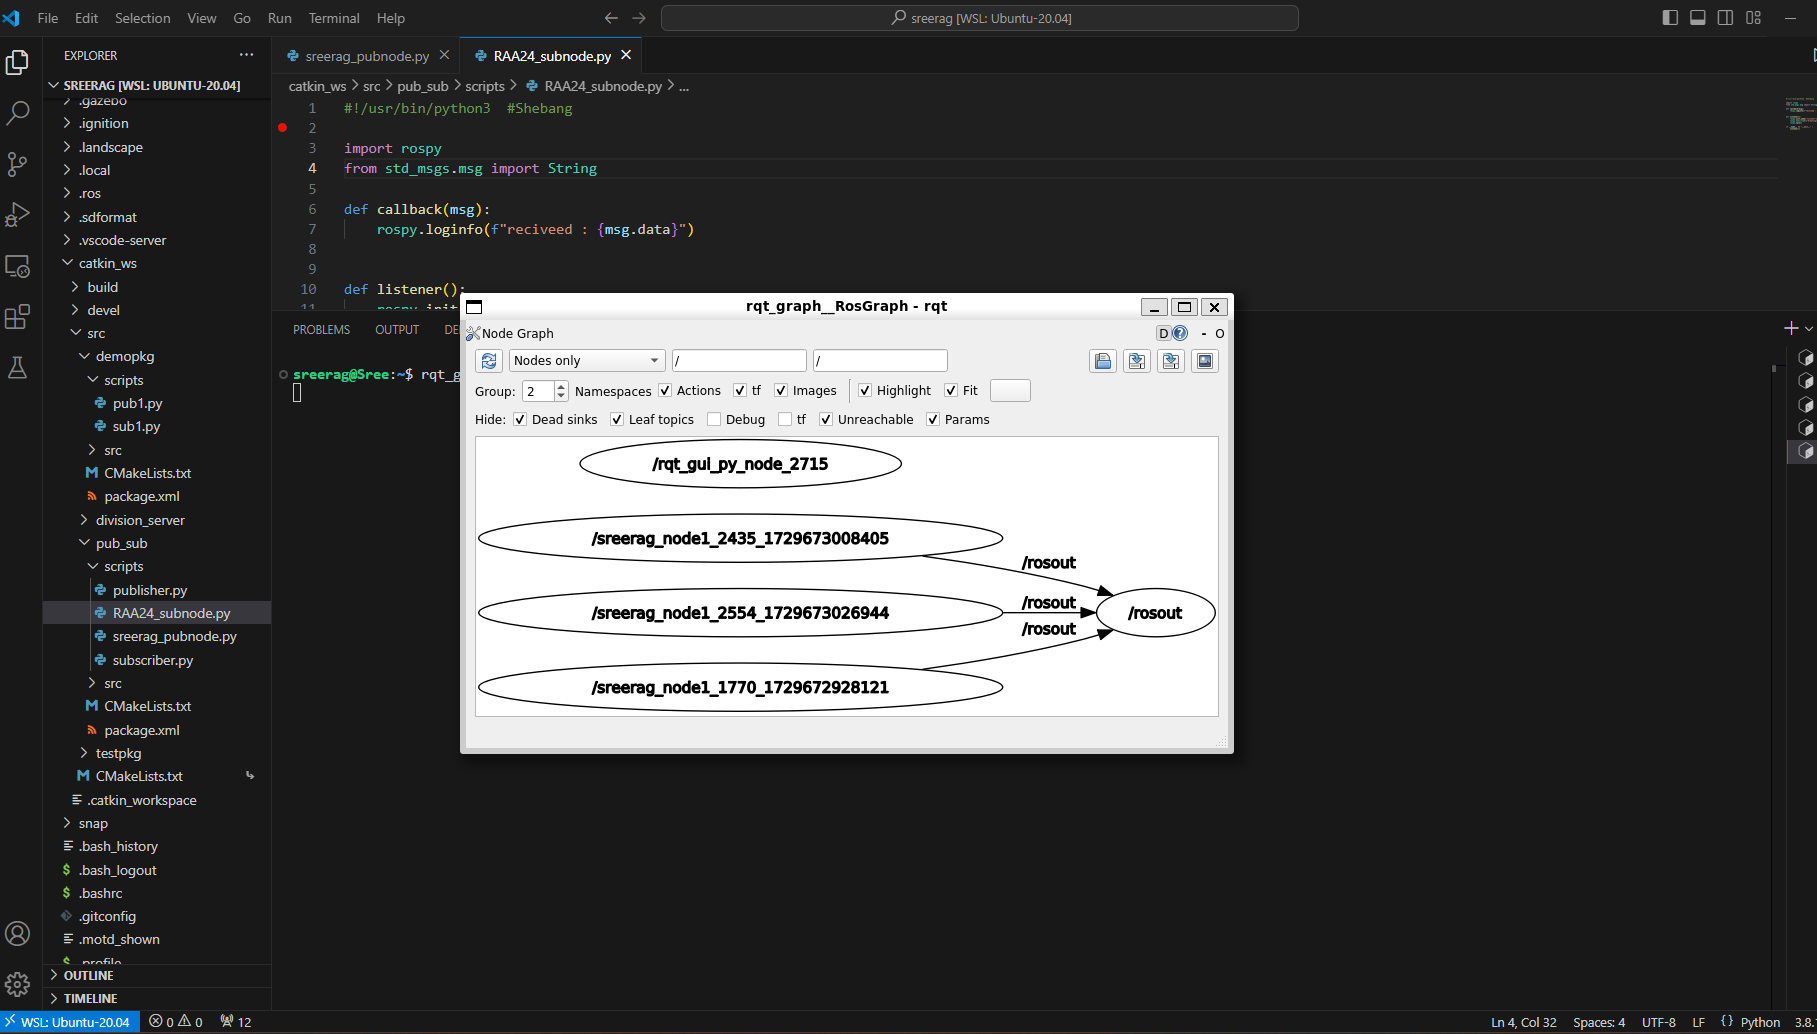 File Edit Selection View Go Run Terminal Help
sreerag [WSL: Ubuntu-20.04]
EXPLORER
SREERAG [WSL: UBUNTU-20.04]
.gazebo
.ignition
.landscape
.local
.ros
.sdformat
.vscode-server
catkin_ws
build
devel
src
demopkg
scripts
pub1.py
sub1.py
src
CMakeLists.txt
package.xml
division_server
pub_sub
scripts
publisher.py
RAA24_subnode.py
sreerag_pubnode.py
subscriber.py
src
CMakeLists.txt
package.xml
testpkg
CMakeLists.txt
.catkin_workspace
snap
.bash_history
.bash_logout
.bashrc
.gitconfig
.motd_shown
.profile
OUTLINE
TIMELINE
sreerag_pubnode.py
RAA24_subnode.py
catkin_ws > src > pub_sub > scripts > RAA24_subnode.py > ...
1 #!/usr/bin/python3  #Shebang
2
3 import rospy
4 from std_msgs.msg import String
5
6 def callback(msg):
7 rospy.loginfo(f"reciveed : {msg.data}")
8
9
10 def listener():
11 rospy.init
PROBLEMS OUTPUT DE
sreerag@Sree:~$ rqt_g
rqt_graph__RosGraph - rqt
Node Graph
D ? - O
Nodes only / /
Group: 2 Namespaces Actions tf Images Highlight Fit
Hide: Dead sinks Leaf topics Debug tf Unreachable Params
/rqt_gui_py_node_2715
/sreerag_node1_2435_1729673008405
/rosout
/sreerag_node1_2554_1729673026944
/rosout
/rosout
/rosout
/sreerag_node1_1770_1729672928121
WSL: Ubuntu-20.04 0 0 12
Ln 4, Col 32 Spaces: 4 UTF-8 LF {} Python 3.8.